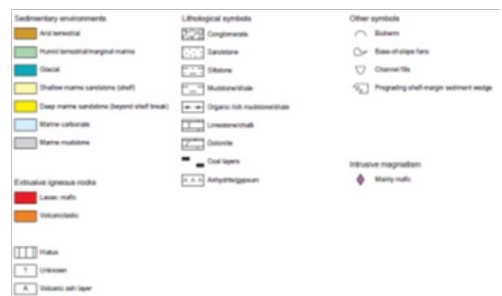 Sedimentary environments
Arid terrestrial
Humid terrestrial/marginal marine
Glacial
Shallow marine sandstone (shelf)
Deep marine sandstone (beyond shelf break)
Marine carbonate
Marine mudstone
Extrusive igneous rocks
Lavas: mafic
Volcaniclastic
Hiatus
? Unknown
A Volcanic ash layer
Lithological symbols
Conglomerate
Sandstone
Siltstone
Mudstone/shale
Organic rich mudstone/shale
Limestone/chalk
Dolomite
Coal layers
Anhydrite/gypsum
Other symbols
Bioherm
Base-of-slope fans
Channel fills
Prograding shelf-margin sediment wedge
Intrusive magmatism
Mainly mafic